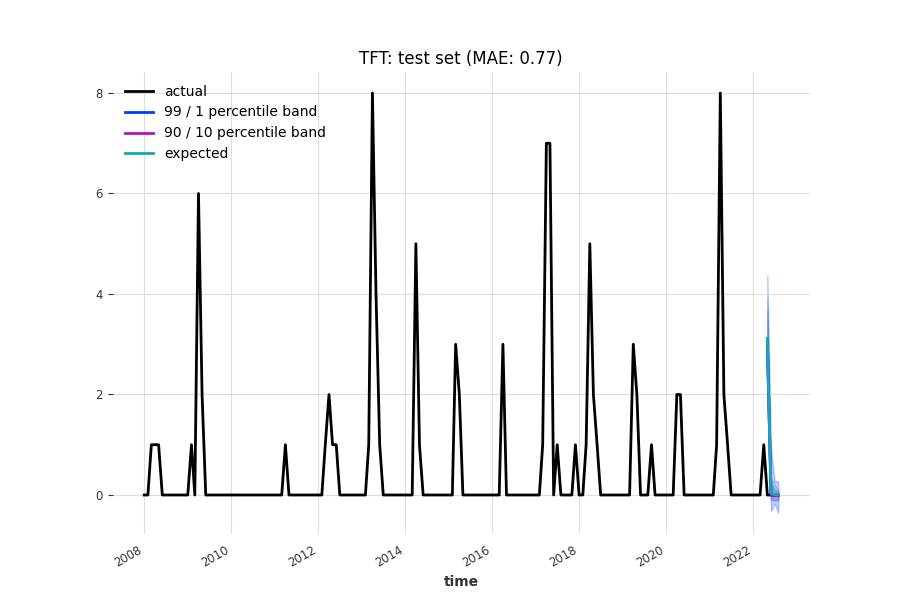 TFT: test set (MAE: 0.77)
actual
99 / 1 percentile band
90 / 10 percentile band
expected
8
6
4
2
0
2008 2010 2012 2014 2016 2018 2020 2022
time